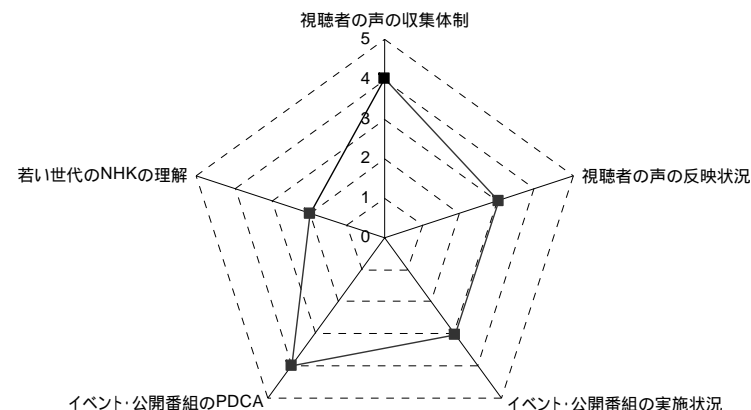 視聴者の声の収集体制
5
4
3
2
1
0
視聴者の声の反映状況
イベント・公開番組の実施状況
イベント・公開番組のPDCA
若い世代のNHKの理解